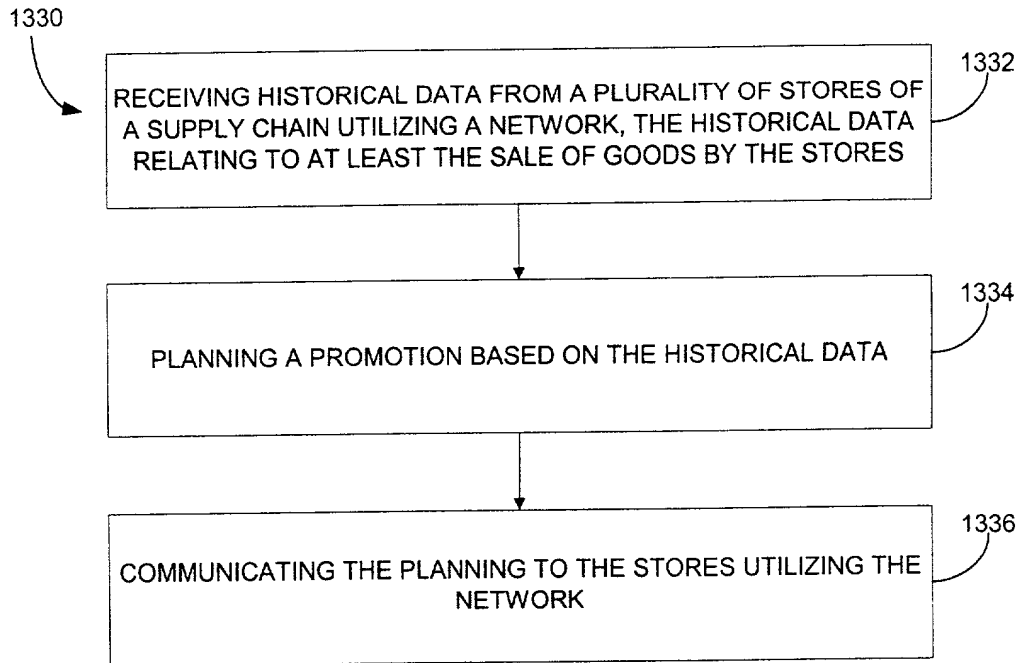 1330
1332
RECEIVING HISTORICAL DATA FROM A PLURALITY OF STORES OF
A SUPPLY CHAIN UTILIZING A NETWORK, THE HISTORICAL DATA
RELATING TO AT LEAST THE SALE OF GOODS BY THE STORES
1334
PLANNING A PROMOTION BASED ON THE HISTORICAL DATA
1336
COMMUNICATING THE PLANNING TO THE STORES UTILIZING THE
NETWORK